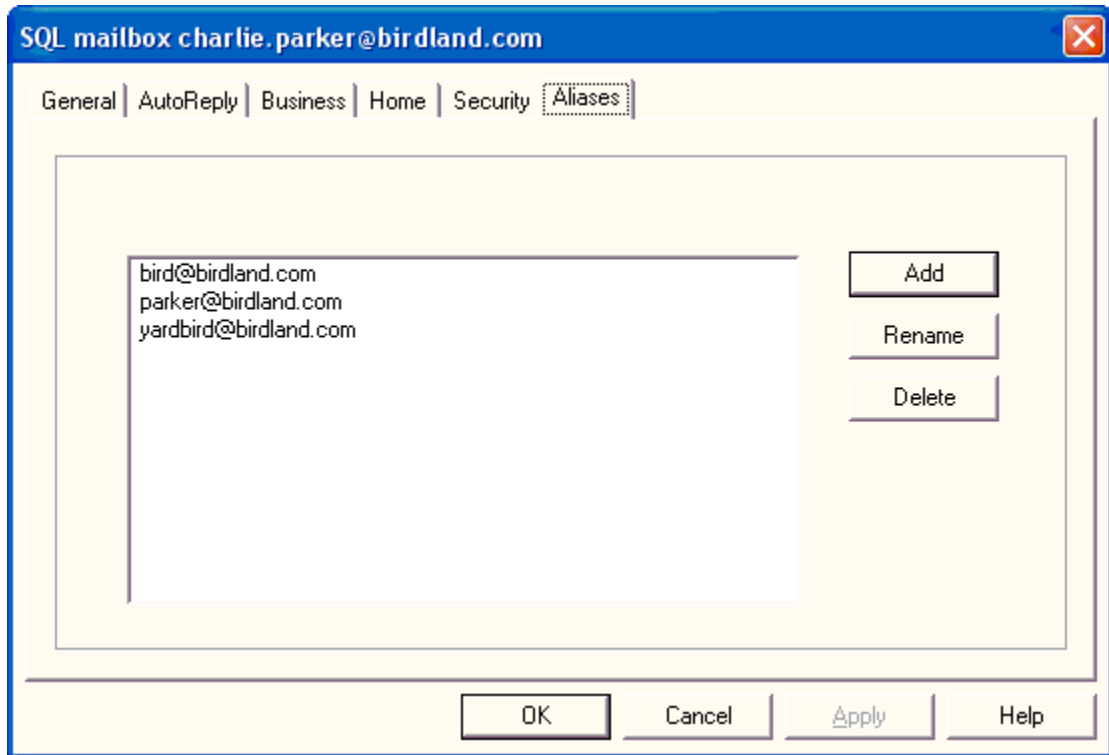 SQL mailbox charlie.parker@birdland.com
General AutoReply Business Home Security Aliases
bird@birdland.com
parker@birdland.com
yardbird@birdland.com
Add
Rename
Delete
OK Cancel Apply Help